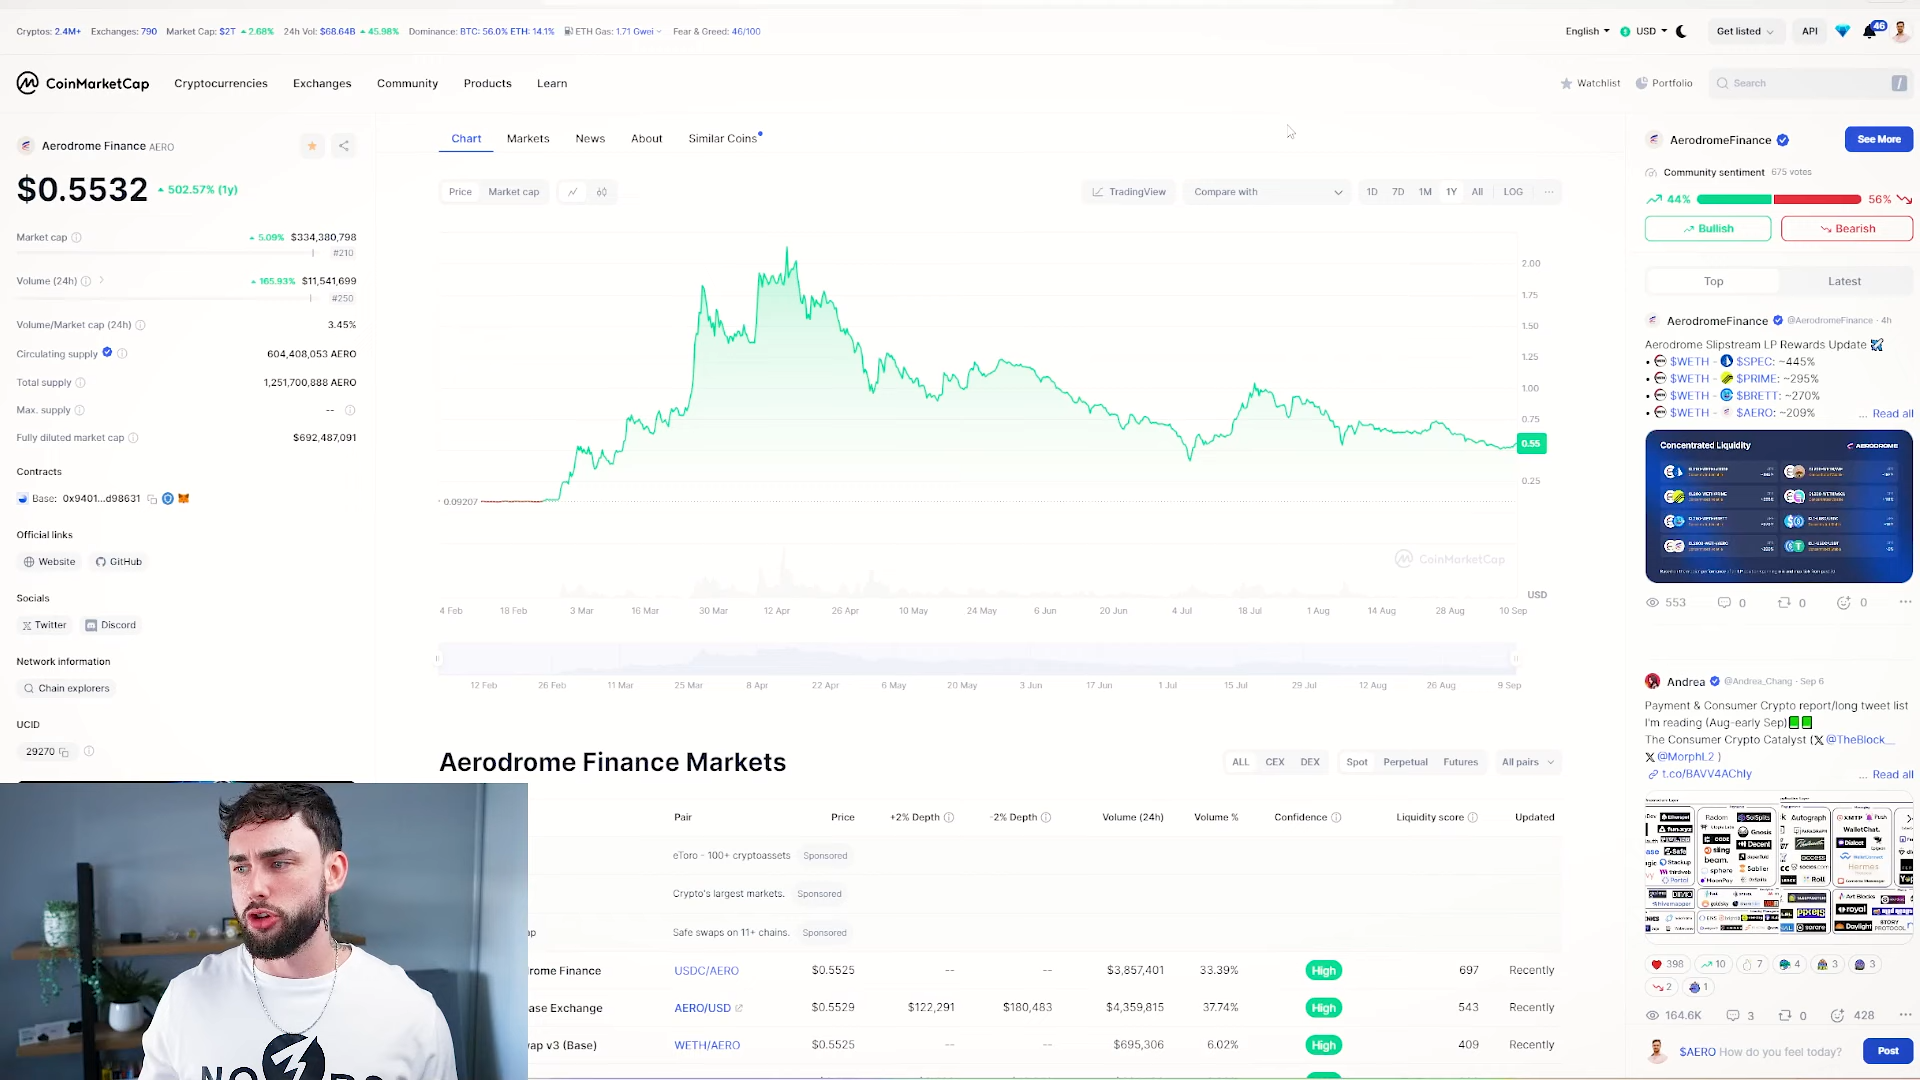 Cryptos: 2.4M+ Exchanges: 790 Market Cap: $2T 2.68% 24h Vol: $68.64B 45.98% Dominance: BTC: 56.0% ETH: 14.1% ETH Gas: 1.71 Gwei Fear & Greed: 46/100
English USD Get listed API 46
CoinMarketCap Cryptocurrencies Exchanges Community Products Learn
Watchlist Portfolio Search /
Aerodrome Finance AERO
$0.5532 502.57% (1y)
Market cap 5.09% $334,380,798
#210
Volume (24h) 165.93% $11,541,699
#250
Volume/Market cap (24h) 3.45%
Circulating supply 604,408,053 AERO
Total supply 1,251,700,888 AERO
Max. supply --
Fully diluted market cap $692,487,091
Contracts
Base: 0x9401...d98631
Official links
Website GitHub
Socials
Twitter Discord
Network information
Chain explorers
UCID
29270
Chart Markets News About Similar Coins
Price Market cap
TradingView Compare with 1D 7D 1M 1Y All LOG ...
2.00
1.75
1.50
1.25
1.00
0.75
0.55
0.25
0.09207
CoinMarketCap
USD
4 Feb 18 Feb 3 Mar 16 Mar 30 Mar 12 Apr 26 Apr 10 May 24 May 6 Jun 20 Jun 4 Jul 18 Jul 1 Aug 14 Aug 28 Aug 10 Sep
12 Feb 26 Feb 11 Mar 25 Mar 8 Apr 22 Apr 6 May 20 May 3 Jun 17 Jun 1 Jul 15 Jul 29 Jul 12 Aug 26 Aug 9 Sep
Aerodrome Finance Markets
ALL CEX DEX Spot Perpetual Futures All pairs
Pair Price +2% Depth -2% Depth Volume (24h) Volume % Confidence Liquidity score Updated
eToro - 100+ cryptoassets Sponsored
Crypto's largest markets. Sponsored
ap Safe swaps on 11+ chains. Sponsored
rome Finance USDC/AERO $0.5525 -- -- $3,857,401 33.39% High 697 Recently
ase Exchange AERO/USD $0.5529 $122,291 $180,483 $4,359,815 37.74% High 543 Recently
ap v3 (Base) WETH/AERO $0.5525 -- -- $695,306 6.02% High 409 Recently
AerodromeFinance See More
Community sentiment 675 votes
44% 56%
Bullish Bearish
Top Latest
AerodromeFinance @AerodromeFinance · 4h
Aerodrome Slipstream LP Rewards Update
• $WETH - $SPEC: ~445%
• $WETH - $PRIME: ~295%
• $WETH - $BRETT: ~270%
• $WETH - $AERO: ~209% ... Read all
Concentrated Liquidity AERODROME
553 0 0 0 ...
Andrea @Andrea_Chang · Sep 6
Payment & Consumer Crypto report/long tweet list
I'm reading (Aug-early Sep)
The Consumer Crypto Catalyst ( @TheBlock__
@MorphL2 )
t.co/BAVV4AChly ... Read all
398 10 7 4 3 3
2 1
164.6K 3 0 428 ...
$AERO How do you feel today? Post